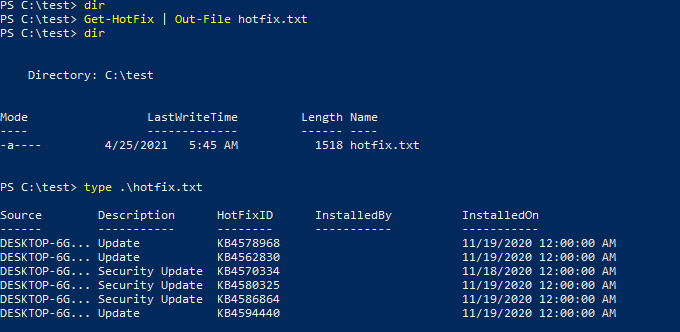 PS C:\test> dir
PS C:\test> Get-HotFix | Out-File hotfix.txt
PS C:\test> dir
Directory: C:\test
Mode LastWriteTime Length Name
---- ------------- ------ ----
-a---- 4/25/2021 5:45 AM 1518 hotfix.txt
PS C:\test> type .\hotfix.txt
Source Description HotFixID InstalledBy InstalledOn
------ ----------- -------- ----------- -----------
DESKTOP-6G... Update KB4578968 11/19/2020 12:00:00 AM
DESKTOP-6G... Update KB4562830 11/19/2020 12:00:00 AM
DESKTOP-6G... Security Update KB4570334 11/18/2020 12:00:00 AM
DESKTOP-6G... Security Update KB4580325 11/19/2020 12:00:00 AM
DESKTOP-6G... Security Update KB4586864 11/19/2020 12:00:00 AM
DESKTOP-6G... Update KB4594440 11/19/2020 12:00:00 AM